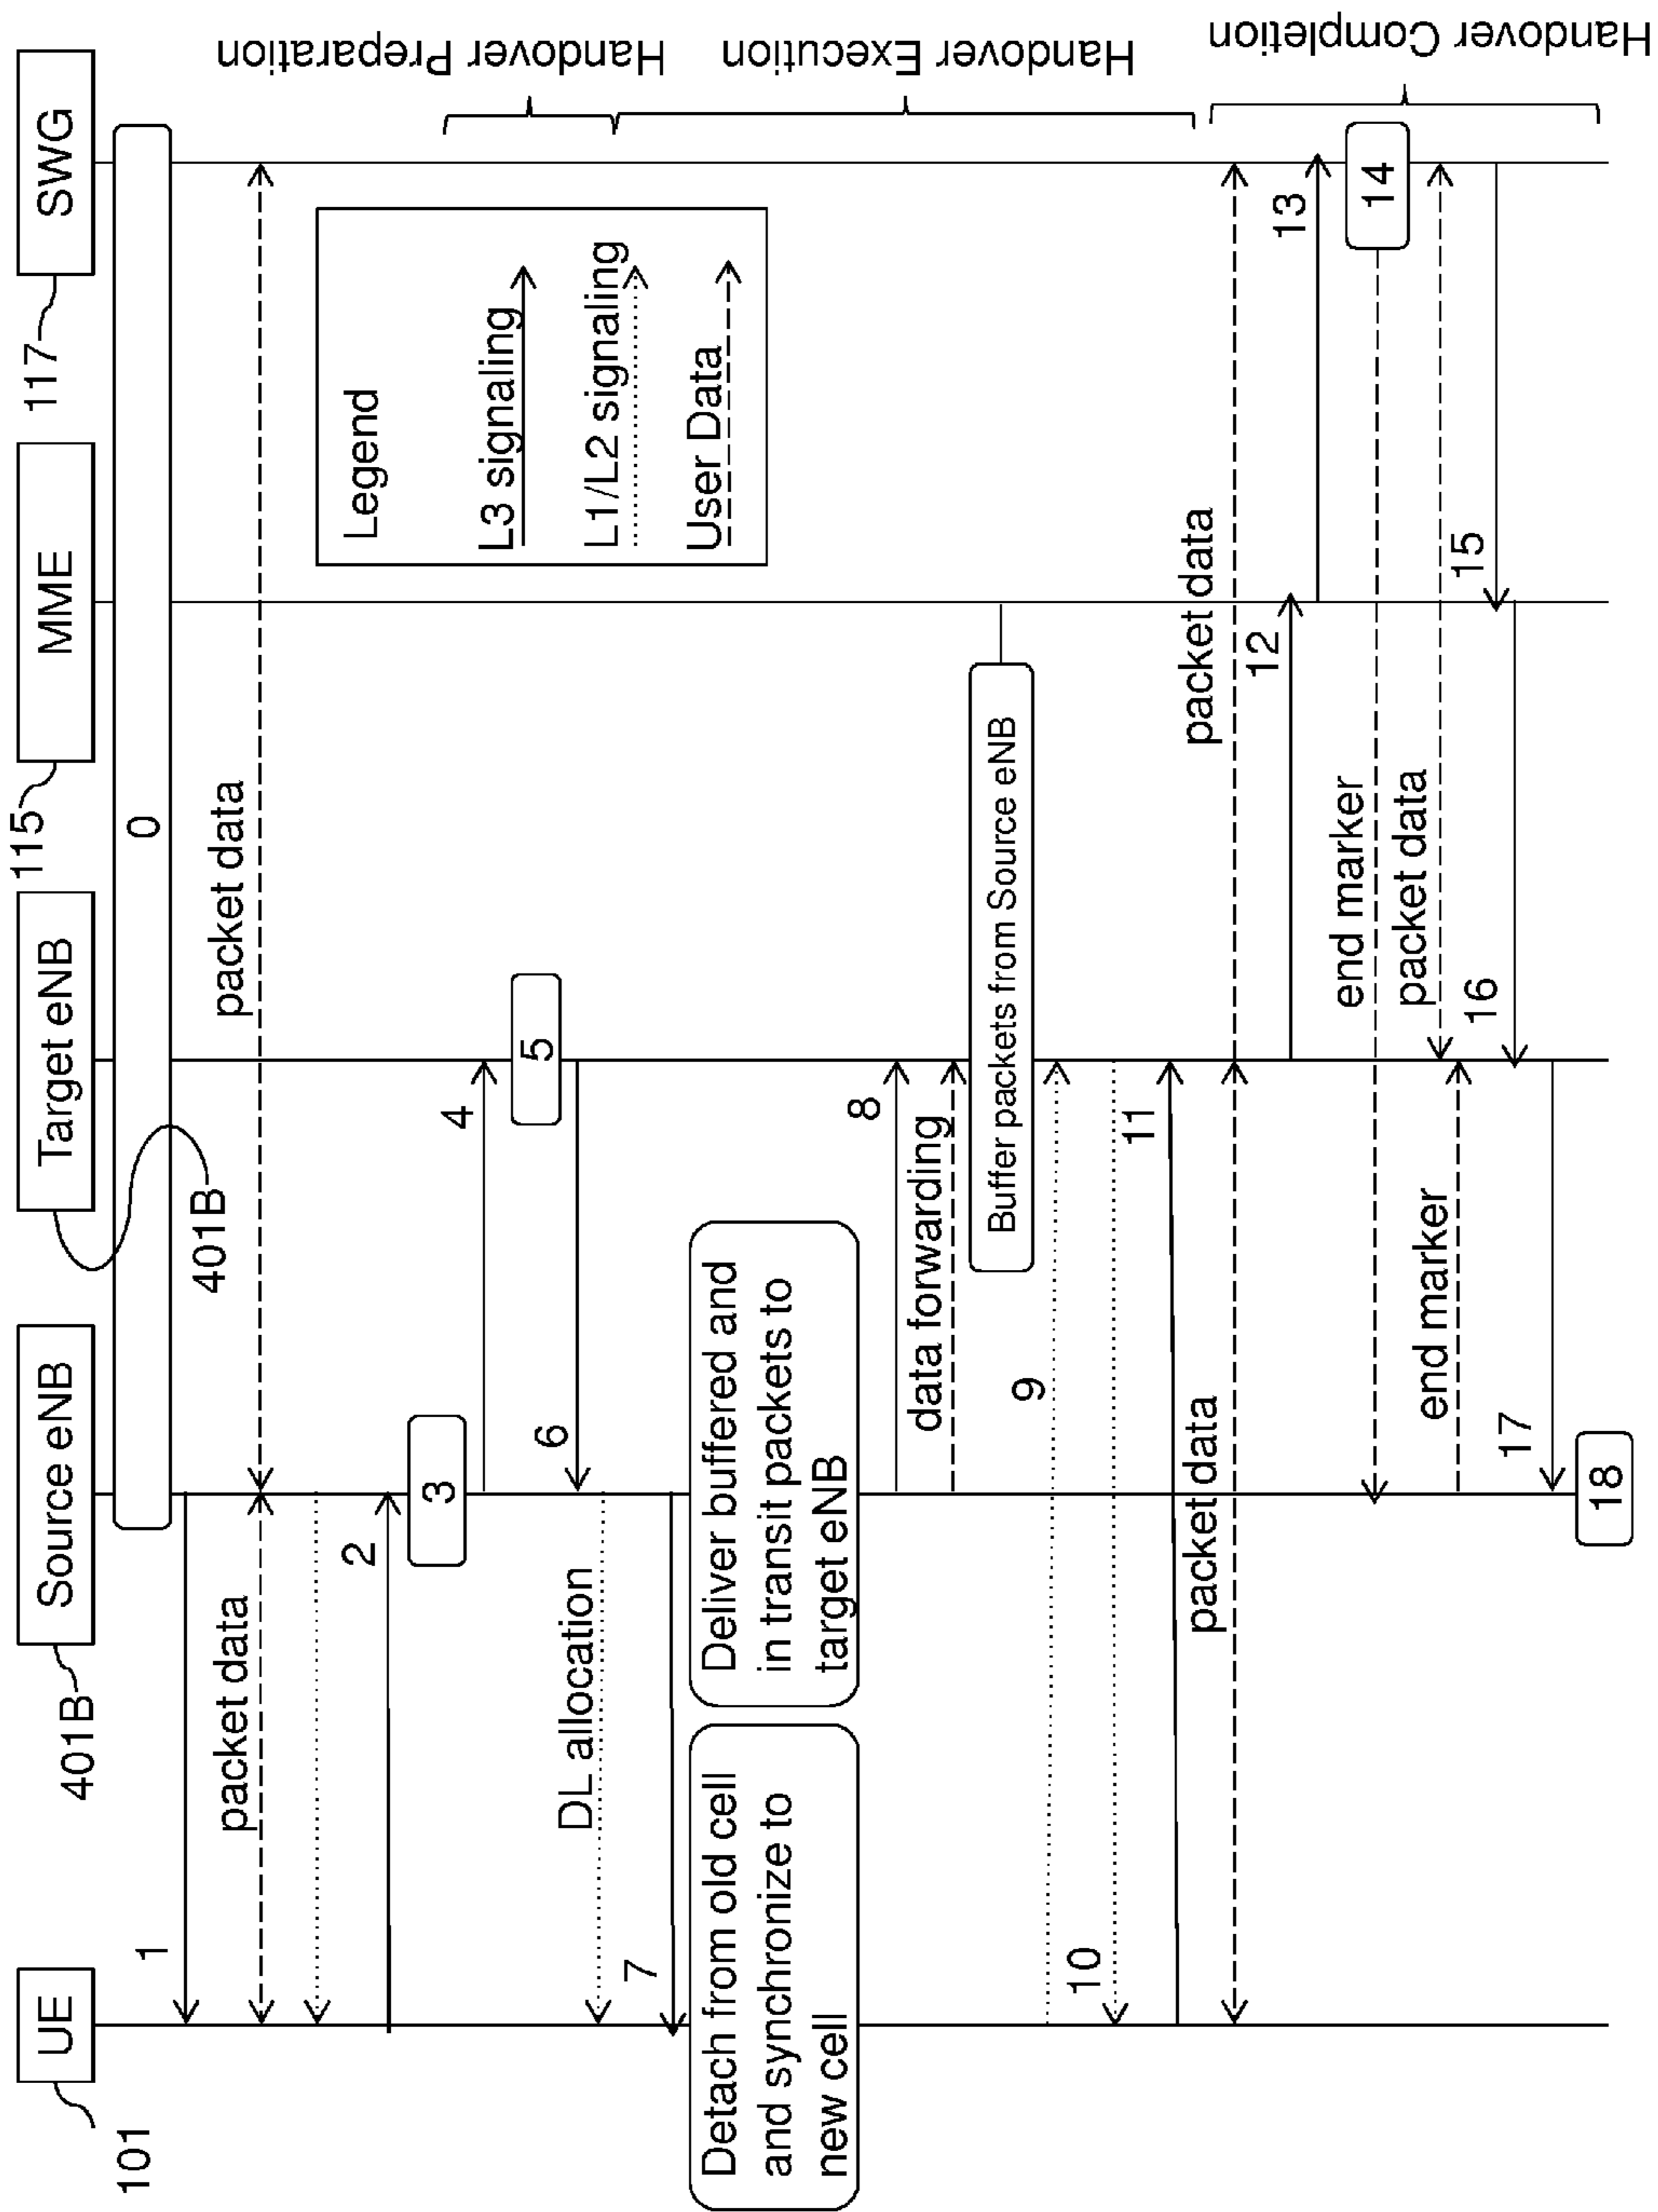 101
UE
401B
Source eNB
401B
Target eNB
115
MME
117
SWG
0
1
packet data
packet data
2
3
4
5
6
DL allocation
7
Legend
L3 signaling
L1/L2 signaling
User Data
Handover Preparation
Detach from old cell
and synchronize to
new cell
Deliver buffered and
in transit packets to
target eNB
8
data forwarding
Buffer packets from Source eNB
9
10
11
packet data
packet data
Handover Execution
12
13
14
end marker
packet data
end marker
15
16
17
18
Handover Completion